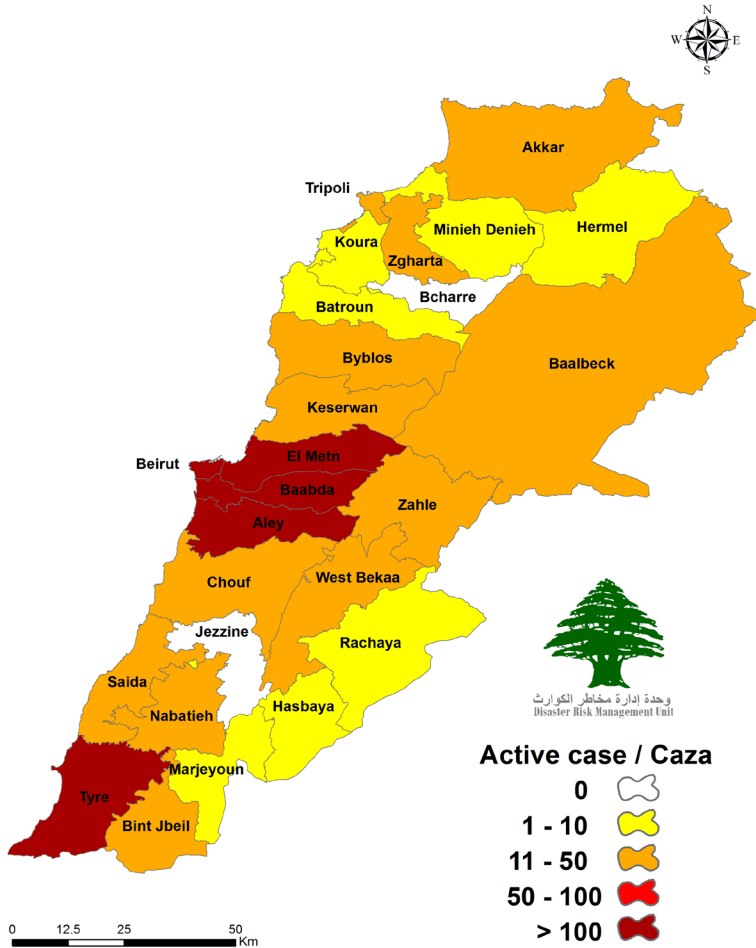 N
W E
S
Akkar
Tripoli
Minieh Denieh
Hermel
Koura
Zgharta
Bcharre
Batroun
Byblos
Baalbeck
Keserwan
El Metn
Beirut
Baabda
Zahle
Aley
West Bekaa
Chouf
Jezzine
Rachaya
Saida
Hasbaya
Nabatieh
Marjeyoun
Tyre
Bint Jbeil
وحدة إدارة مخاطر الكوارث
Disaster Risk Management Unit
Active case / Caza
0
1 - 10
11 - 50
50 - 100
> 100
0 12.5 25 50
Km